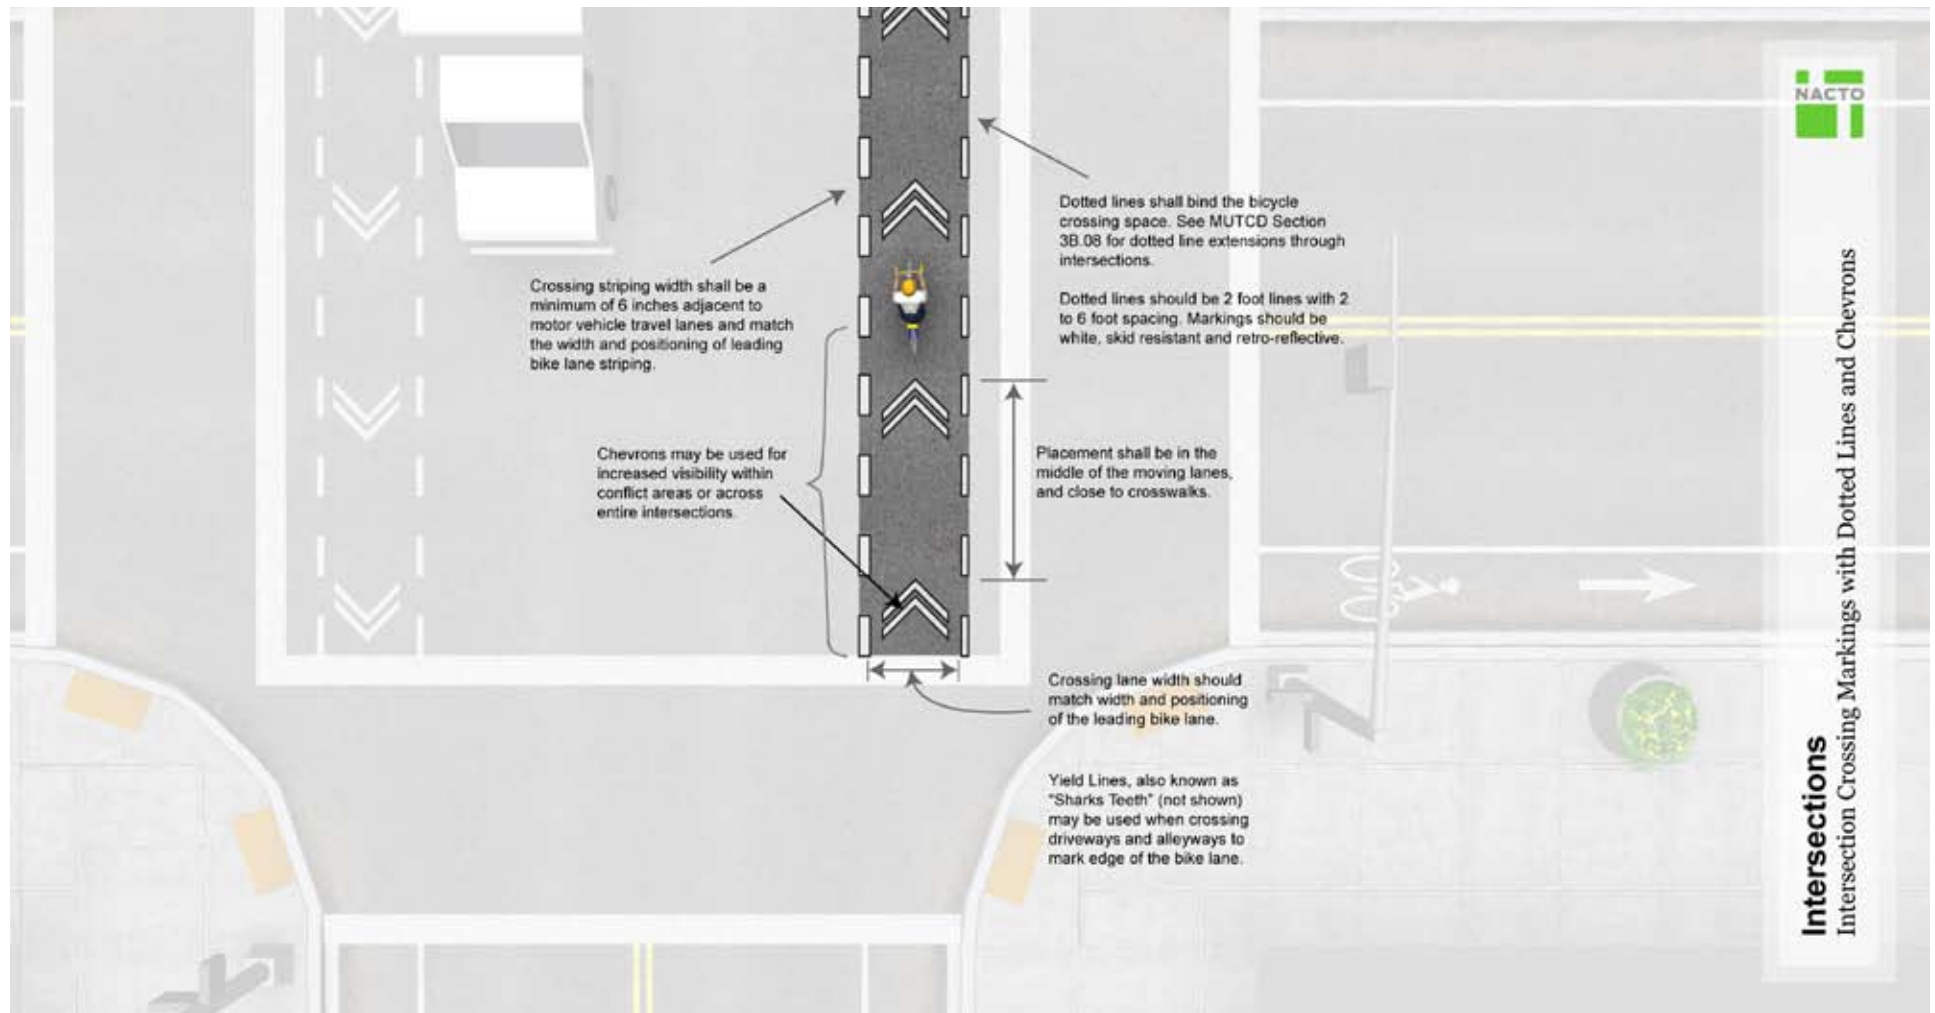 NACTO
Dotted lines shall bind the bicycle
crossing space. See MUTCD Section
3B.08 for dotted line extensions through
intersections.
Dotted lines should be 2 foot lines with 2
to 6 foot spacing. Markings should be
white, skid resistant and retro-reflective.
Crossing striping width shall be a
minimum of 6 inches adjacent to
motor vehicle travel lanes and match
the width and positioning of leading
bike lane striping.
Chevrons may be used for
increased visibility within
conflict areas or across
entire intersections.
Placement shall be in the
middle of the moving lanes,
and close to crosswalks.
Crossing lane width should
match width and positioning
of the leading bike lane.
Yield Lines, also known as
"Sharks Teeth" (not shown)
may be used when crossing
driveways and alleyways to
mark edge of the bike lane.
Intersections
Intersection Crossing Markings with Dotted Lines and Chevrons